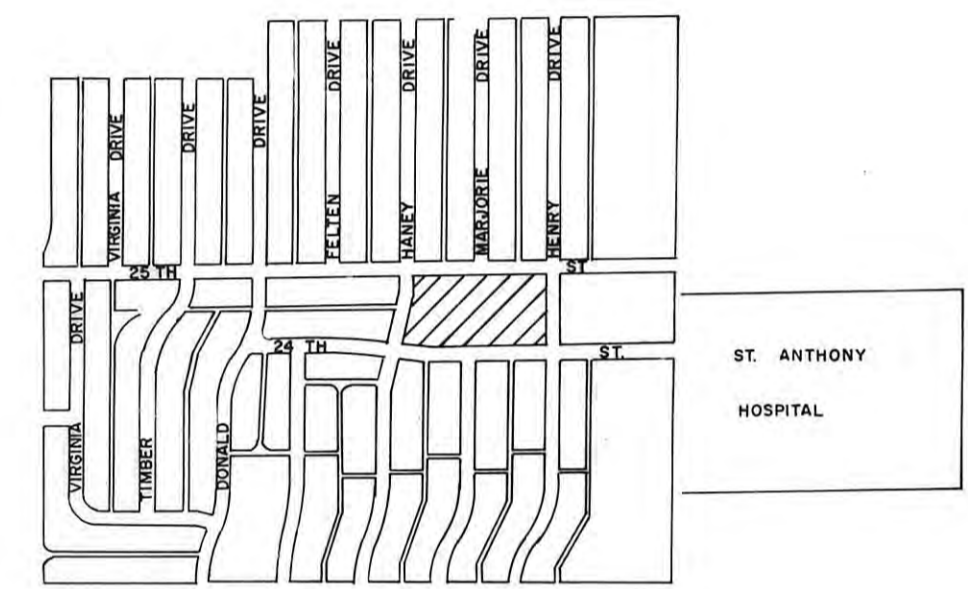 VIRGINIA DRIVE
DRIVE
DRIVE
FELTEN DRIVE
HANEY DRIVE
MARJORIE DRIVE
HENRY DRIVE
25 TH ST
VIRGINIA DRIVE
TIMBER
DONALD
24 TH ST.
ST. ANTHONY
HOSPITAL